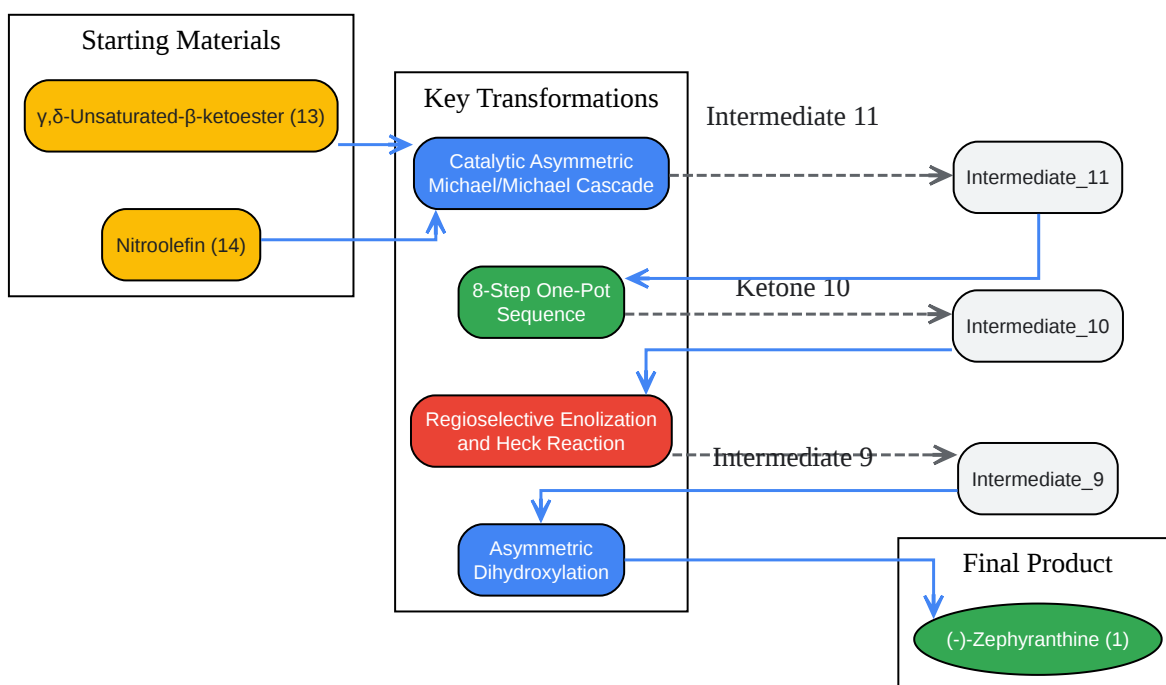 Starting Materials
γ,δ-Unsaturated-β-ketoester (13)
Nitroolefin (14)
Key Transformations
Catalytic Asymmetric
Michael/Michael Cascade
Intermediate 11
Intermediate_11
8-Step One-Pot
Sequence
Ketone 10
Intermediate_10
Regioselective Enolization
and Heck Reaction
Intermediate 9
Intermediate_9
Asymmetric
Dihydroxylation
Final Product
(-)-Zephyranthine (1)